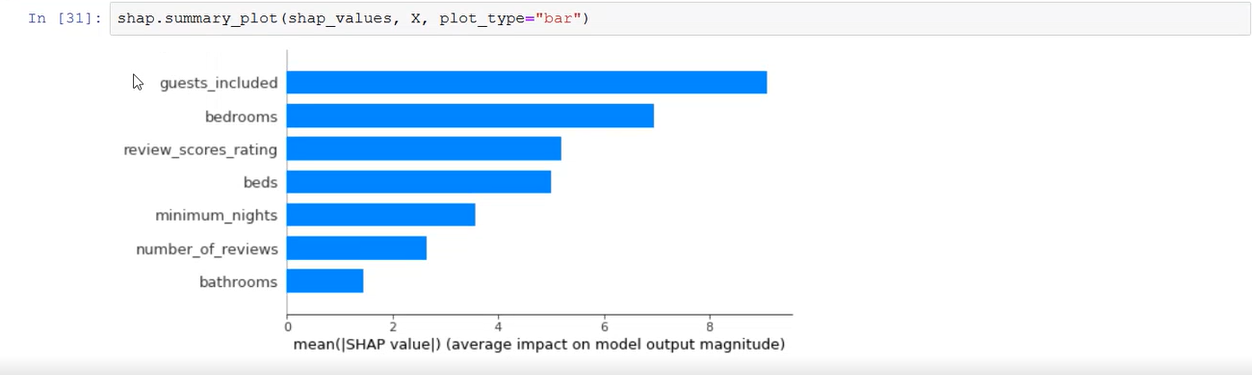 In [31]: shap.summary_plot(shap_values, X, plot_type="bar")
guests_included
bedrooms
review_scores_rating
beds
minimum_nights
number_of_reviews
bathrooms
0 2 4 6 8
mean(|SHAP value|) (average impact on model output magnitude)